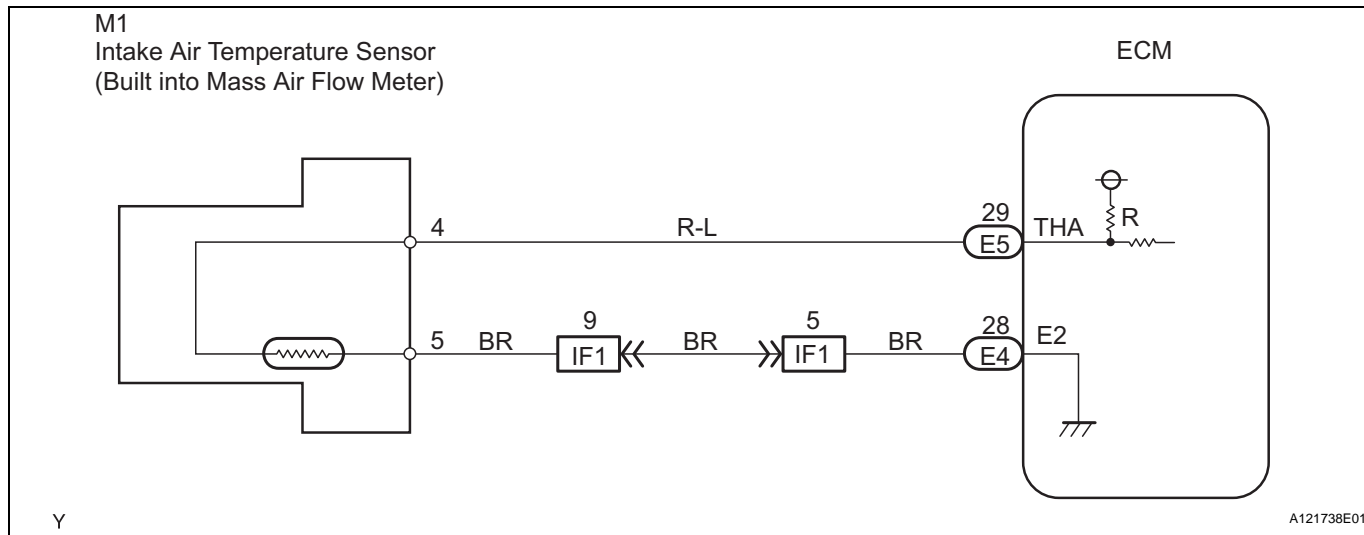 M1
Intake Air Temperature Sensor
(Built into Mass Air Flow Meter)
ECM
4
R-L
29
E5
THA
R
5
BR
9
IF1
BR
5
IF1
BR
28
E4
E2
Y
A121738E01